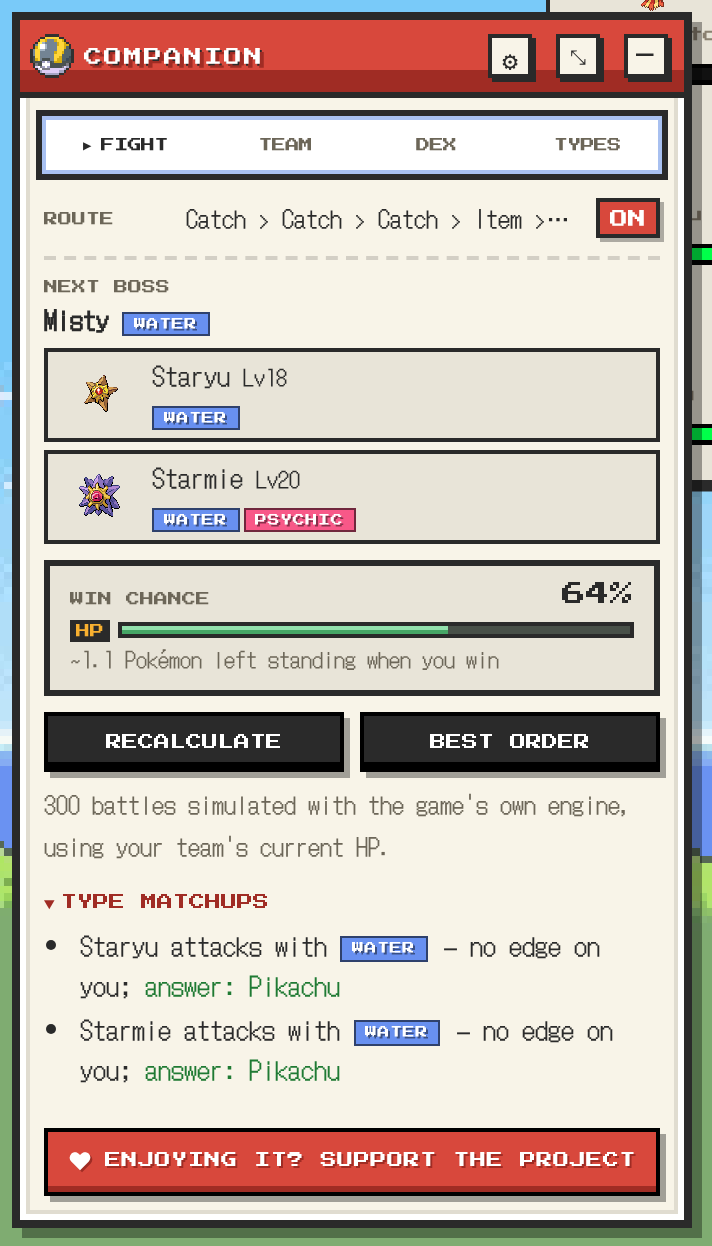 COMPANION
▸ FIGHT TEAM DEX TYPES
ROUTE Catch > Catch > Catch > Item >… ON
NEXT BOSS
Misty WATER
Staryu Lv18
WATER
Starmie Lv20
WATER PSYCHIC
WIN CHANCE 64%
HP
~1.1 Pokémon left standing when you win
RECALCULATE BEST ORDER
300 battles simulated with the game's own engine,
using your team's current HP.
▾ TYPE MATCHUPS
• Staryu attacks with WATER — no edge on
you; answer: Pikachu
• Starmie attacks with WATER — no edge on
you; answer: Pikachu
♥ ENJOYING IT? SUPPORT THE PROJECT